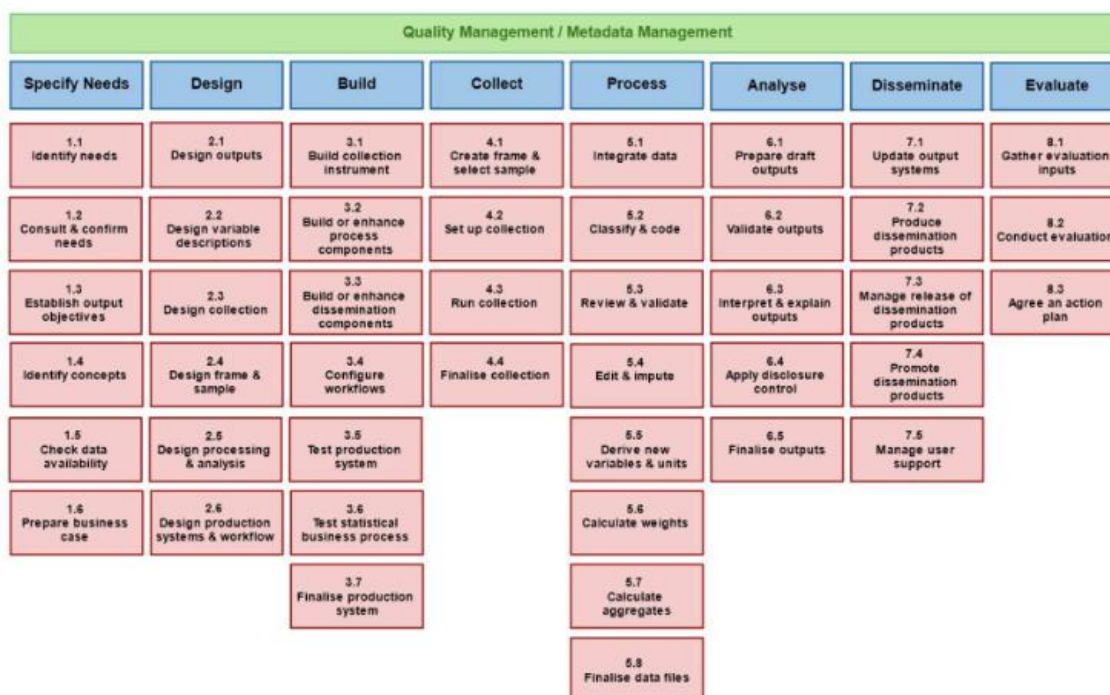 Quality Management / Metadata Management
Specify Needs
Design
Build
Collect
Process
Analyse
Disseminate
Evaluate
1.1
Identify needs
2.1
Design outputs
3.1
Build collection
instrument
4.1
Create frame &
select sample
5.1
Integrate data
6.1
Prepare draft
outputs
7.1
Update output
systems
8.1
Gather evaluation
inputs
1.2
Consult & confirm
needs
2.2
Design variable
descriptions
3.2
Build or enhance
process
components
4.2
Set up collection
5.2
Classify & code
6.2
Validate outputs
7.2
Produce
dissemination
products
8.2
Conduct evaluation
1.3
Establish output
objectives
2.3
Design collection
3.3
Build or enhance
dissemination
components
4.3
Run collection
5.3
Review & validate
6.3
Interpret & explain
outputs
7.3
Manage release of
dissemination
products
8.3
Agree an action
plan
1.4
Identify concepts
2.4
Design frame &
sample
3.4
Configure
workflows
4.4
Finalise collection
5.4
Edit & impute
6.4
Apply disclosure
control
7.4
Promote
dissemination
products
1.5
Check data
availability
2.5
Design processing
& analysis
3.5
Test production
system
5.5
Derive new
variables & units
6.5
Finalise outputs
7.5
Manage user
support
1.6
Prepare business
case
2.6
Design production
systems & workflow
3.6
Test statistical
business process
5.6
Calculate weights
3.7
Finalise production
system
5.7
Calculate
aggregates
5.8
Finalise data files